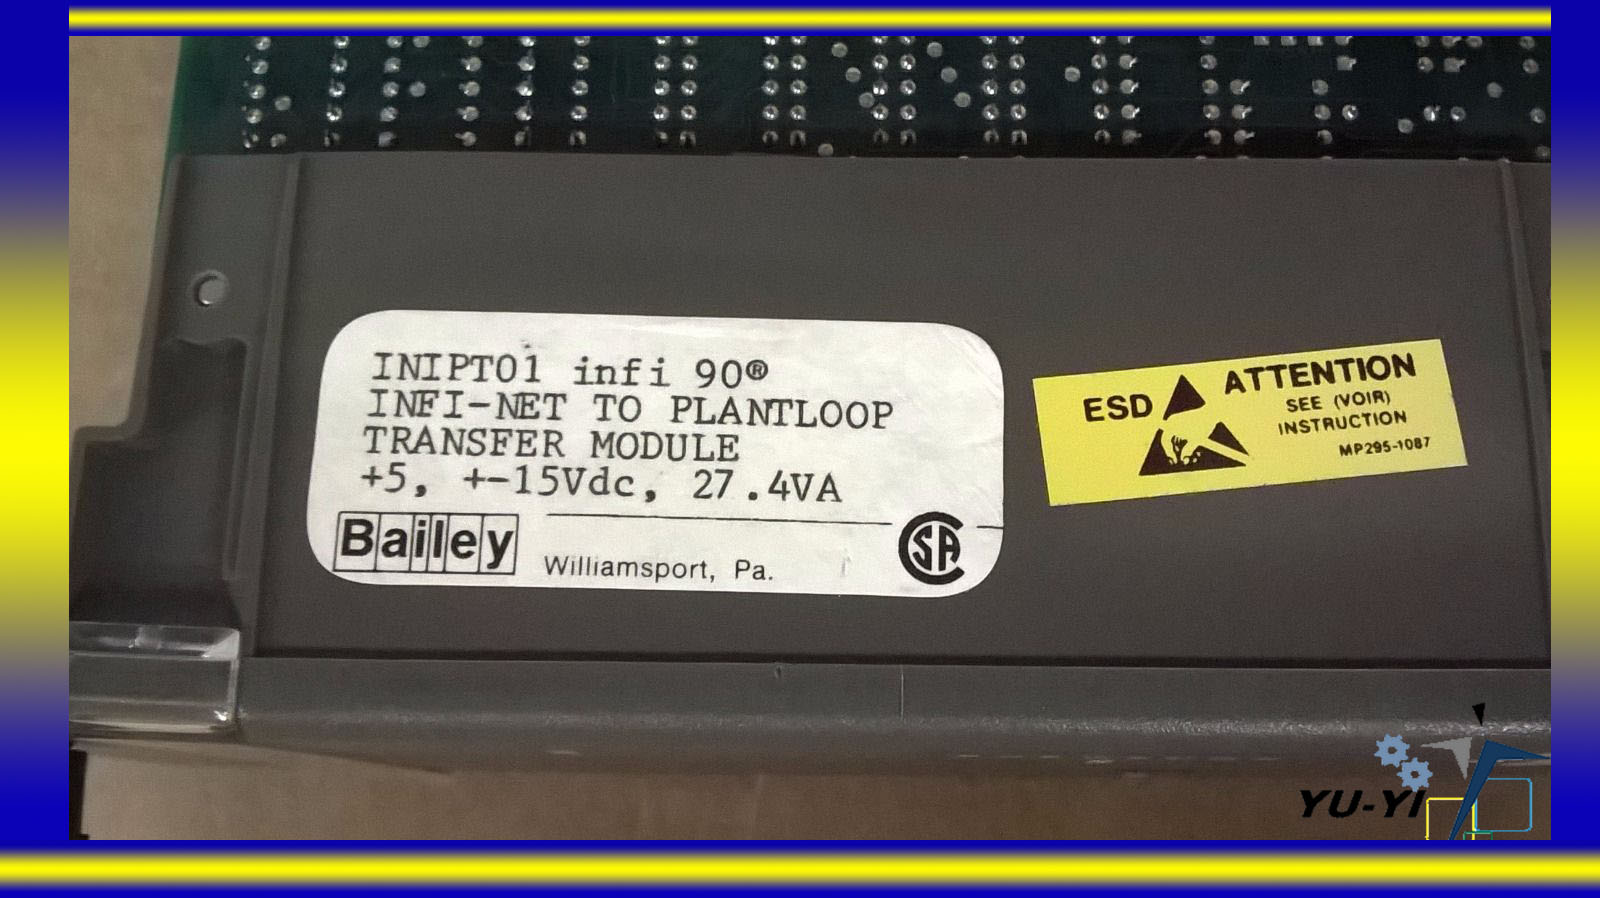 INIPT01 infi 90®
INFI-NET TO PLANTLOOP
TRANSFER MODULE
+5, +-15Vdc, 27.4VA
Bailey
Williamsport, Pa.
CSA
ESD ATTENTION
SEE (VOIR)
INSTRUCTION
MP295-1087
YU-YI